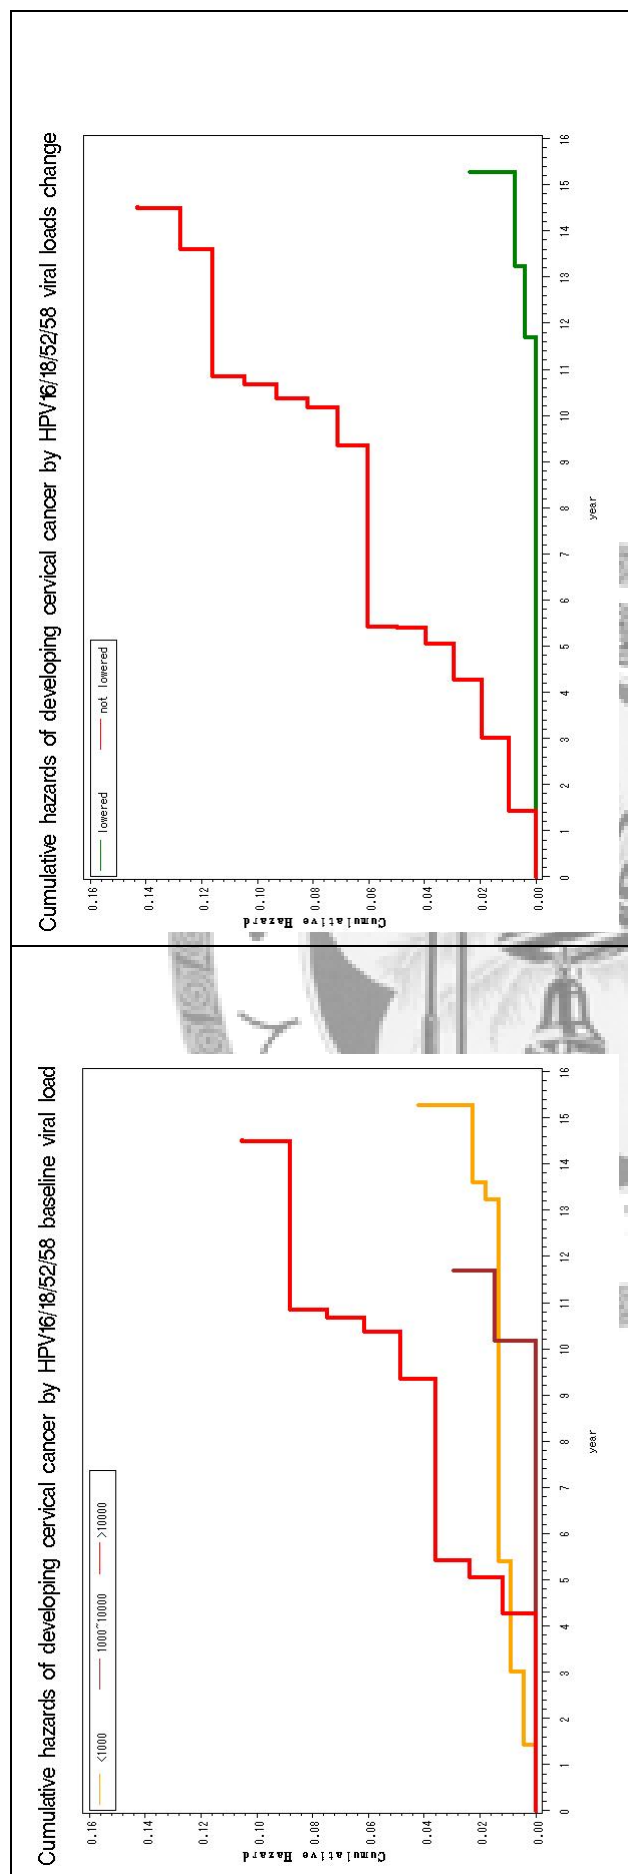 Cumulative hazards of developing cervical cancer by HPV16/18/52/58 baseline viral load
<1000 1000~10000 >10000
Cumulative Hazard
0.16
0.14
0.12
0.10
0.08
0.06
0.04
0.02
0.00
0 1 2 3 4 5 6 7 8 9 10 11 12 13 14 15 16
year
Cumulative hazards of developing cervical cancer by HPV16/18/52/58 viral loads change
lowered not lowered
Cumulative Hazard
0.16
0.14
0.12
0.10
0.08
0.06
0.04
0.02
0.00
0 1 2 3 4 5 6 7 8 9 10 11 12 13 14 15 16
year